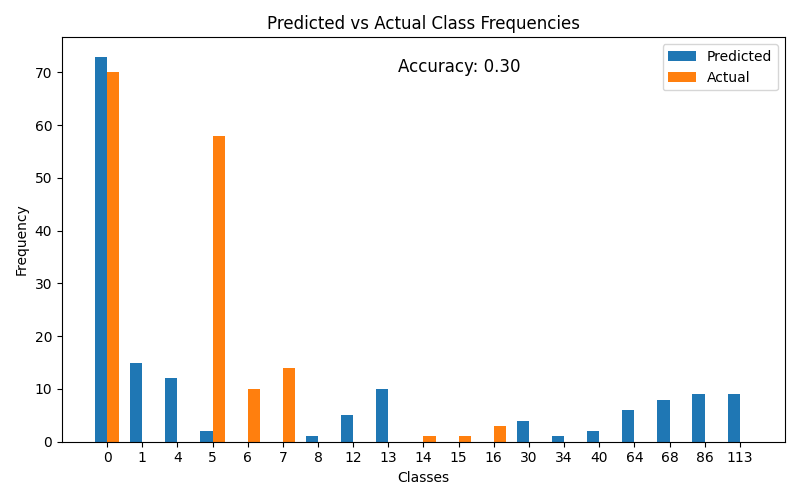 Predicted vs Actual Class Frequencies
Accuracy: 0.30
Predicted
Actual
Frequency
70
60
50
40
30
20
10
0
0 1 4 5 6 7 8 12 13 14 15 16 30 34 40 64 68 86 113
Classes